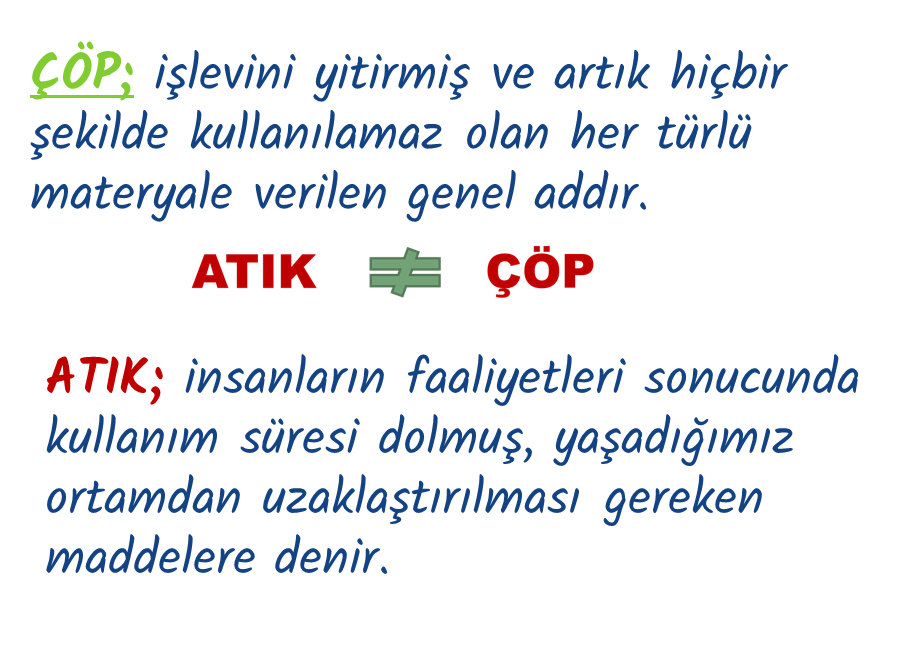 ÇÖP; işlevini yitirmiş ve artık hiçbir
şekilde kullanılamaz olan her türlü
materyale verilen genel addır.
ATIK ≠ ÇÖP
ATIK; insanların faaliyetleri sonucunda
kullanım süresi dolmuş, yaşadığımız
ortamdan uzaklaştırılması gereken
maddelere denir.